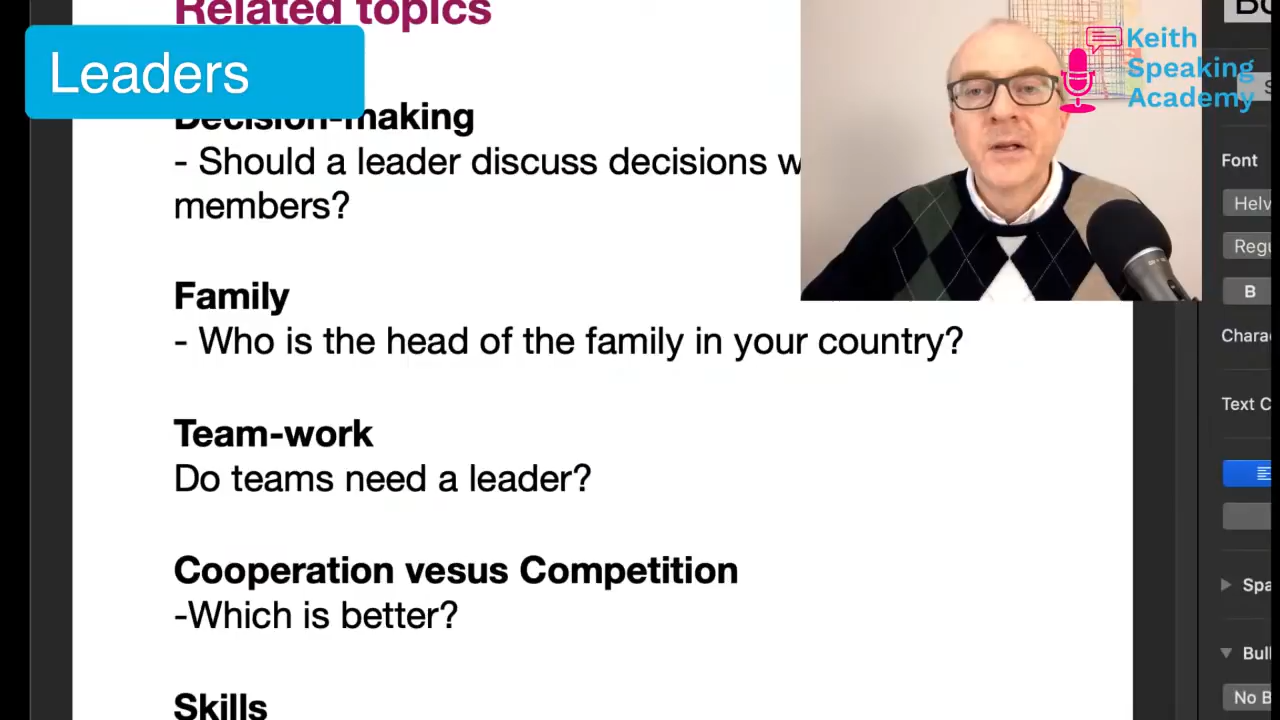 Related topics
Leaders
Keith
Speaking
Academy
Decision-making
- Should a leader discuss decisions w
members?
Family
- Who is the head of the family in your country?
Team-work
Do teams need a leader?
Cooperation vesus Competition
-Which is better?
Skills
Font
Helv
Regu
B
Chara
Text C
Spa
Bul
No B